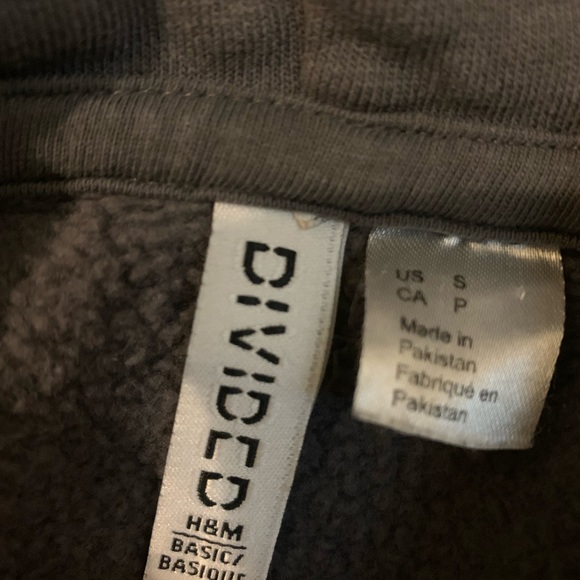 DIVIDED
H&M
BASIC/
BASIQUE
US S
CA P
Made in
Pakistan
Fabriqué en
Pakistan